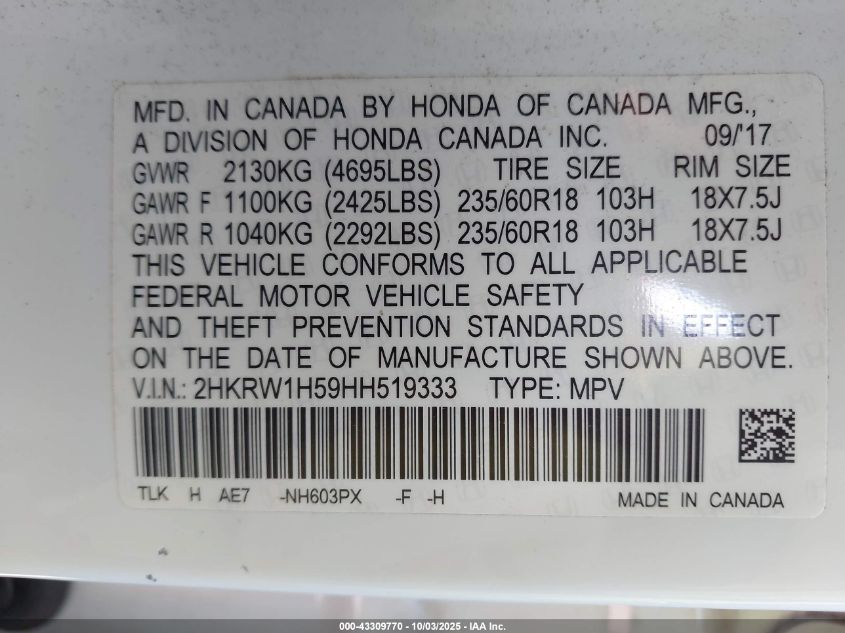 MFD. IN CANADA BY HONDA OF CANADA MFG.,
A DIVISION OF HONDA CANADA INC. 09/'17
GVWR 2130KG (4695LBS) TIRE SIZE RIM SIZE
GAWR F 1100KG (2425LBS) 235/60R18 103H 18X7.5J
GAWR R 1040KG (2292LBS) 235/60R18 103H 18X7.5J
THIS VEHICLE CONFORMS TO ALL APPLICABLE
FEDERAL MOTOR VEHICLE SAFETY
AND THEFT PREVENTION STANDARDS IN EFFECT
ON THE DATE OF MANUFACTURE SHOWN ABOVE.
V.I.N.: 2HKRW1H59HH519333 TYPE: MPV
TLK H AE7 -NH603PX -F -H MADE IN CANADA
000-43309770 - 10/03/2025 - IAA Inc.